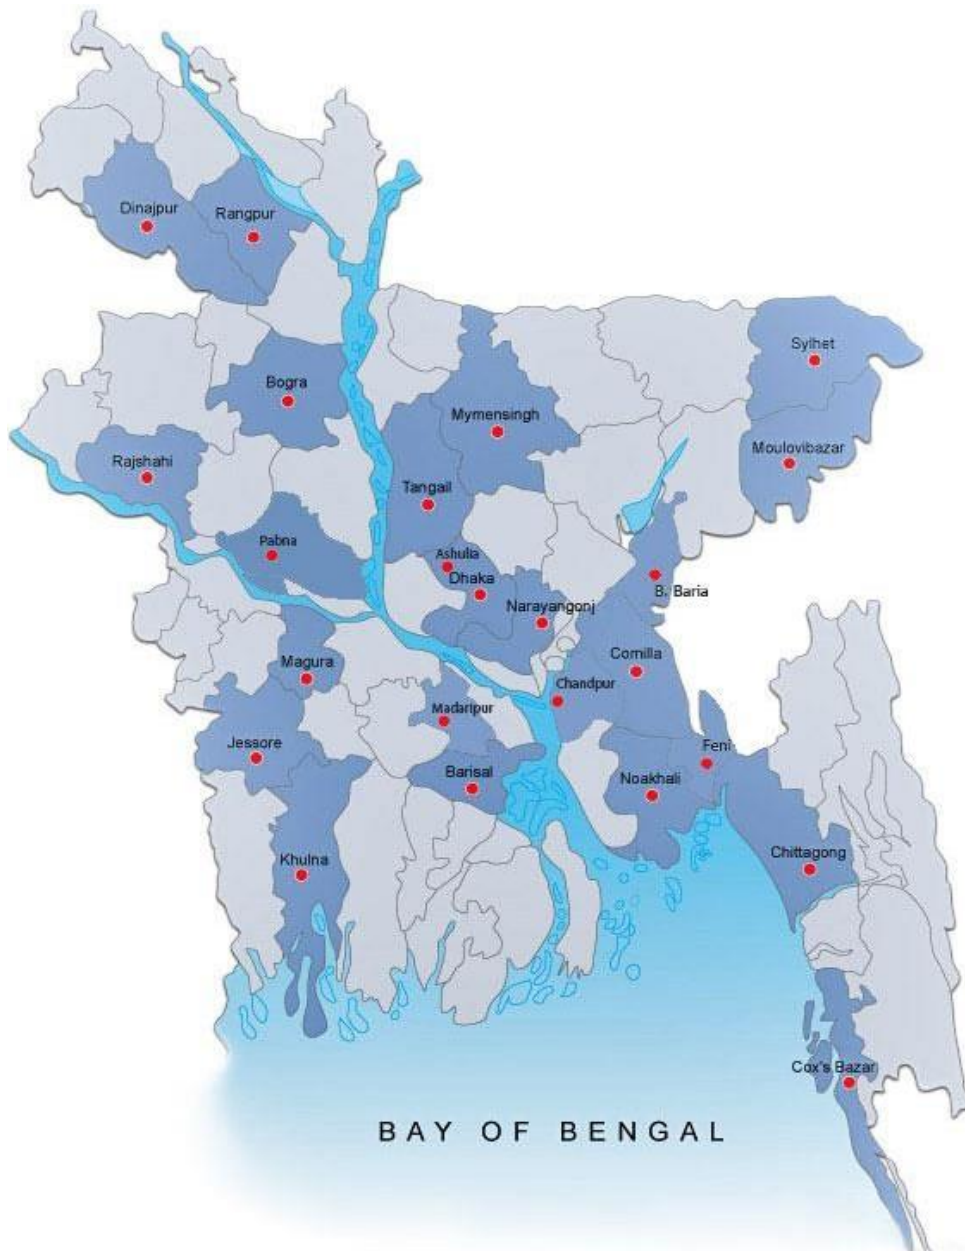 Dinajpur
Rangpur
Sylhet
Bogra
Mymensingh
Moulovibazar
Rajshahi
Tangail
Pabna
Ashulia
Dhaka
B. Baria
Narayangonj
Comilla
Magura
Chandpur
Madaripur
Jessore
Feni
Barisal
Noakhali
Khulna
Chittagong
Cox's Bazar
BAY OF BENGAL